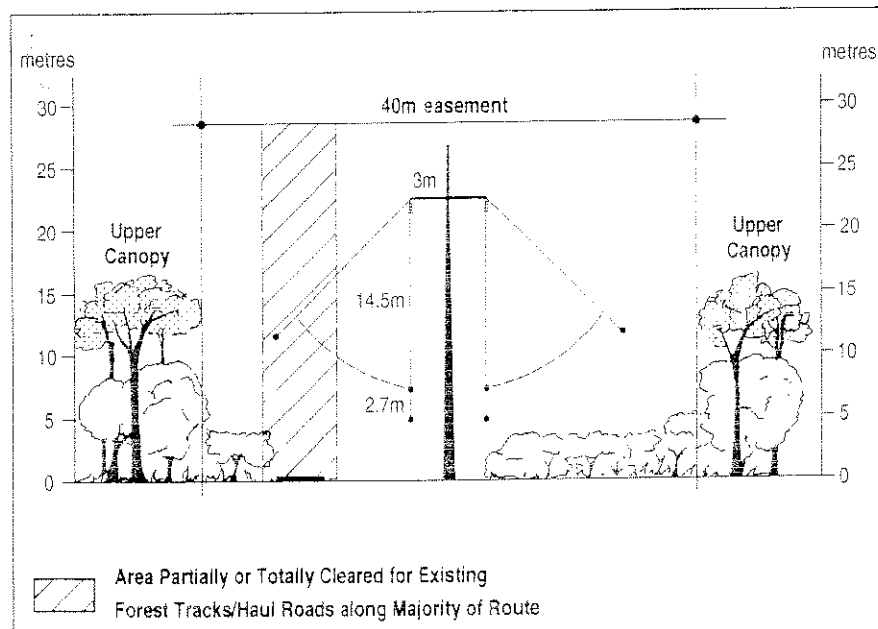 metres
metres
40m easement
30
30
25
25
3m
20
20
Upper
Canopy
Upper
Canopy
15
15
14.5m
10
10
2.7m
5
5
0
0
Area Partially or Totally Cleared for Existing
Forest Tracks/Haul Roads along Majority of Route